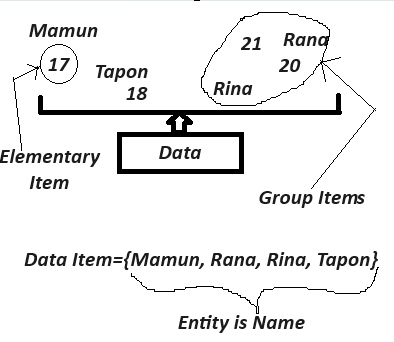 Mamun
21 Rana
17
Tapon
20
18
Rina
Data
Elementary
Item
Group Items
Data Item={Mamun, Rana, Rina, Tapon}
Entity is Name